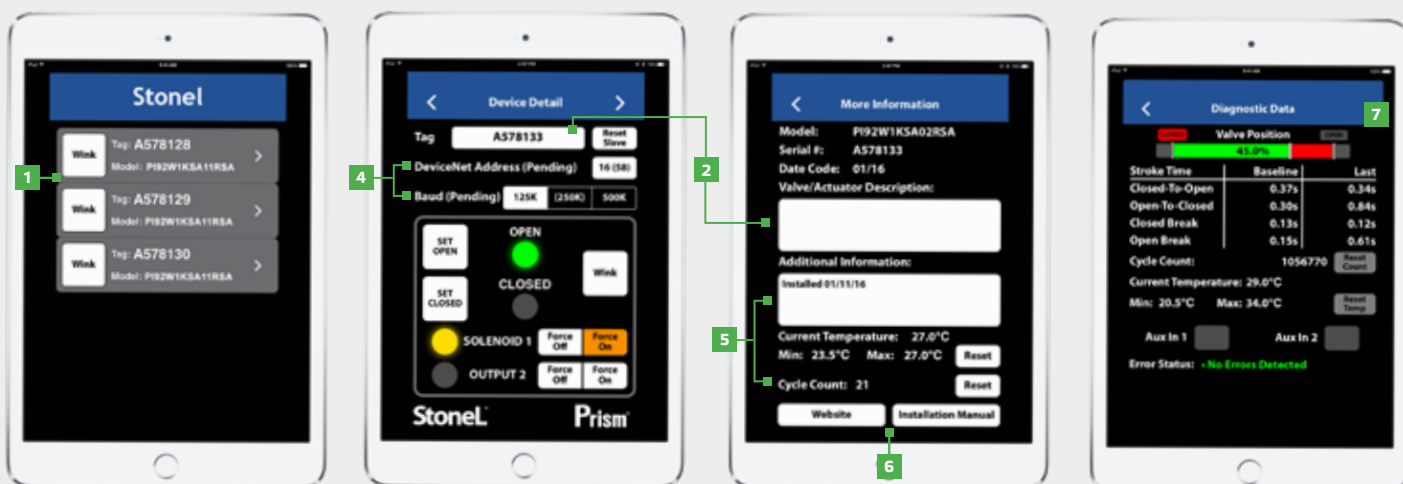 Stonel
Wink
Tag: A578128
Model: PI92W1KSA11RSA
Wink
Tag: A578129
Model: PI92W1KSA11RSA
Wink
Tag: A578130
Model: PI92W1KSA11RSA
1
Device Detail
Tag A578133 Reset Slave
DeviceNet Address (Pending) 16 (58)
Baud (Pending) 125K (250K) 500K
4
SET OPEN
OPEN
Wink
SET CLOSED
CLOSED
SOLENOID 1 Force Off Force On
OUTPUT 2 Force Off Force On
StoneL Prism
2
More Information
Model: PI92W1KSA02RSA
Serial #: A578133
Date Code: 01/16
Valve/Actuator Description:
Additional Information:
Installed 01/11/16
5
Current Temperature: 27.0°C
Min: 23.5°C Max: 27.0°C Reset
Cycle Count: 21 Reset
Website Installation Manual
6
Diagnostic Data
7
CLOSED Valve Position OPEN
45.0%
Stroke Time Baseline Last
Closed-To-Open 0.37s 0.34s
Open-To-Closed 0.30s 0.84s
Closed Break 0.13s 0.12s
Open Break 0.15s 0.61s
Cycle Count: 1056770 Reset Count
Current Temperature: 29.0°C
Min: 20.5°C Max: 34.0°C Reset Temp
Aux In 1 Aux In 2
Error Status: • No Errors Detected